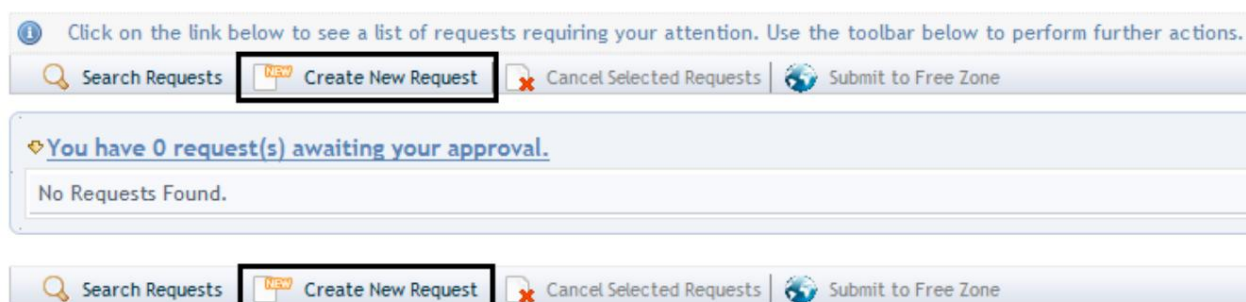 Click on the link below to see a list of requests requiring your attention. Use the toolbar below to perform further actions.
Search Requests NEW Create New Request Cancel Selected Requests Submit to Free Zone
You have 0 request(s) awaiting your approval.
No Requests Found.
Search Requests NEW Create New Request Cancel Selected Requests Submit to Free Zone